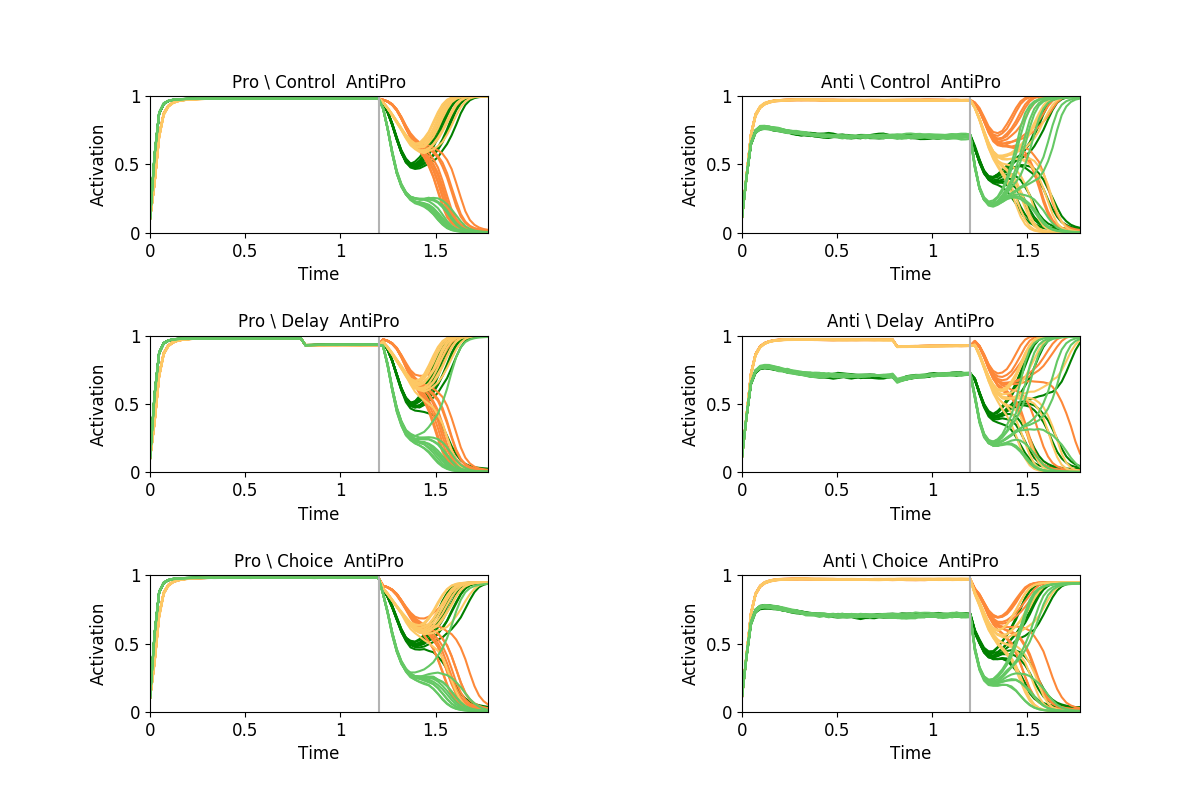 Pro \ Control  AntiPro
1
0.5
0
Activation
0 0.5 1 1.5
Time
Anti \ Control  AntiPro
1
0.5
0
Activation
0 0.5 1 1.5
Time
Pro \ Delay  AntiPro
1
0.5
0
Activation
0 0.5 1 1.5
Time
Anti \ Delay  AntiPro
1
0.5
0
Activation
0 0.5 1 1.5
Time
Pro \ Choice  AntiPro
1
0.5
0
Activation
0 0.5 1 1.5
Time
Anti \ Choice  AntiPro
1
0.5
0
Activation
0 0.5 1 1.5
Time